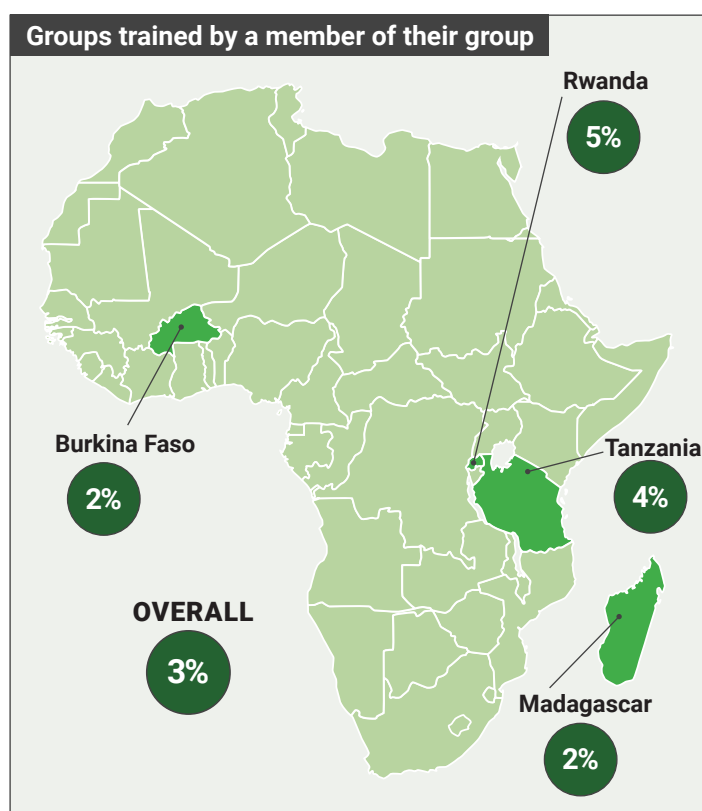 Groups trained by a member of their group
Rwanda
5%
Burkina Faso
2%
Tanzania
4%
OVERALL
3%
Madagascar
2%